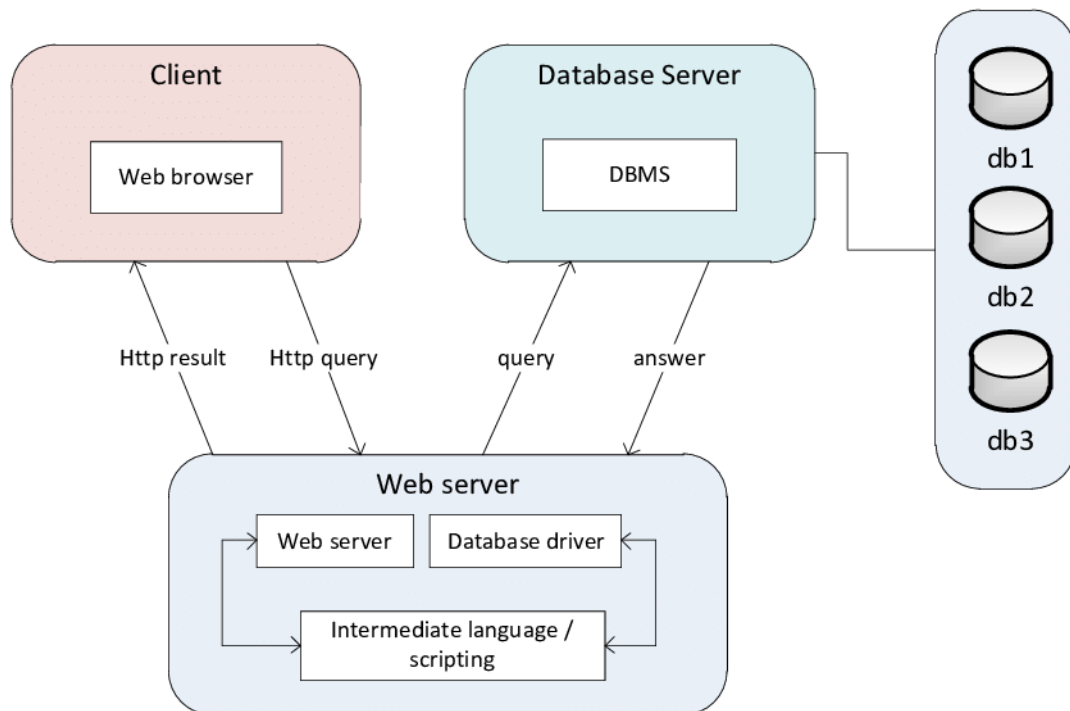 Client
Web browser
Database Server
DBMS
db1
db2
db3
Http result
Http query
query
answer
Web server
Web server
Database driver
Intermediate language /
scripting